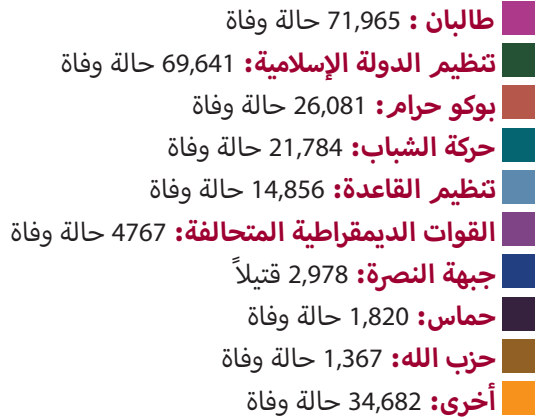 طالبان : 71,965 حالة وفاة
تنظيم الدولة الإسلامية: 69,641 حالة وفاة
بوكو حرام: 26,081 حالة وفاة
حركة الشباب: 21,784 حالة وفاة
تنظيم القاعدة: 14,856 حالة وفاة
القوات الديمقراطية المتحالفة: 4767 حالة وفاة
جبهة النصرة: 2,978 قتيلاً
حماس: 1,820 حالة وفاة
حزب الله: 1,367 حالة وفاة
أخرى: 34,682 حالة وفاة